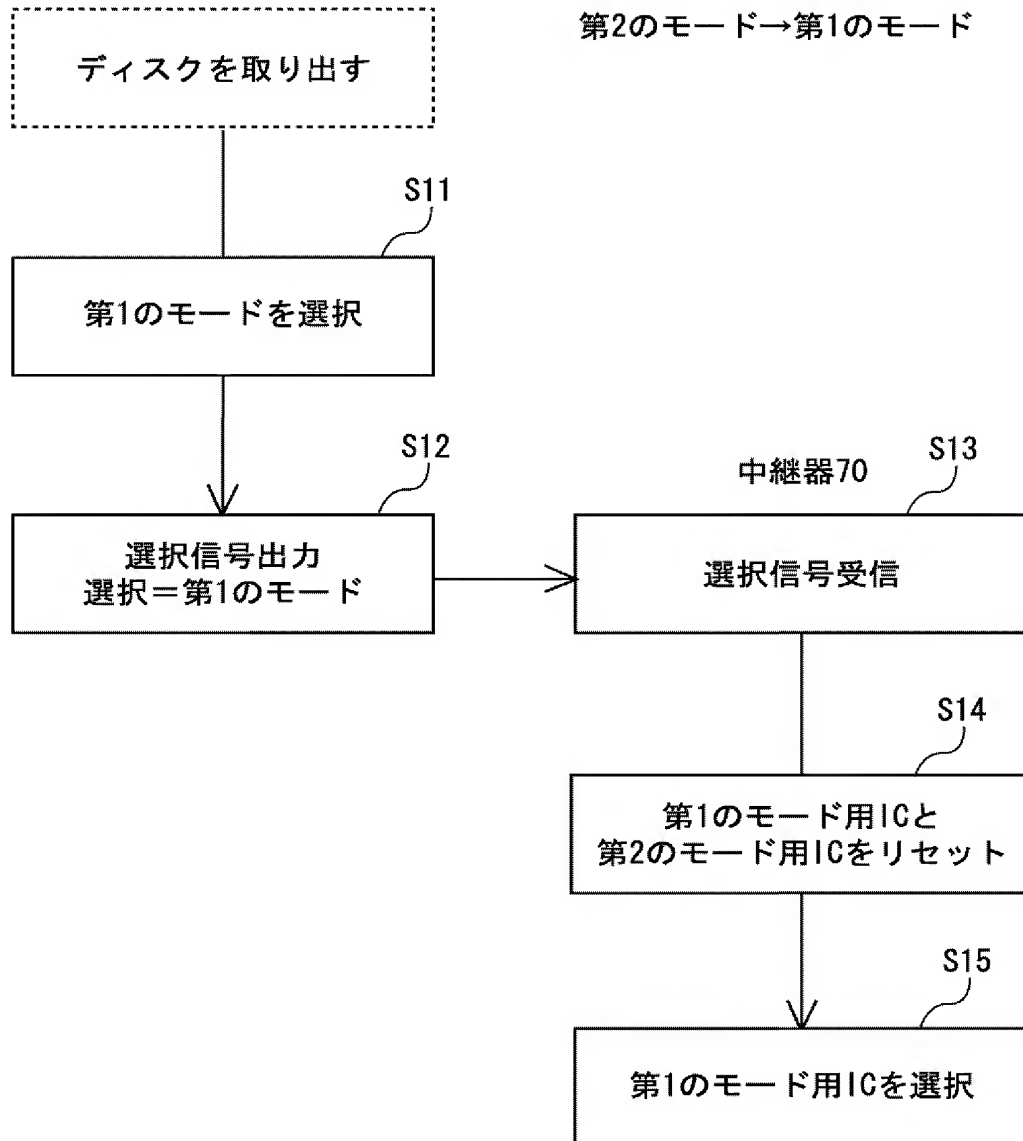 第2のモード→第1のモード
ディスクを取り出す
S11
第1のモードを選択
S12
選択信号出力
選択＝第1のモード
中継器70
S13
選択信号受信
S14
第1のモード用ICと
第2のモード用ICをリセット
S15
第1のモード用ICを選択